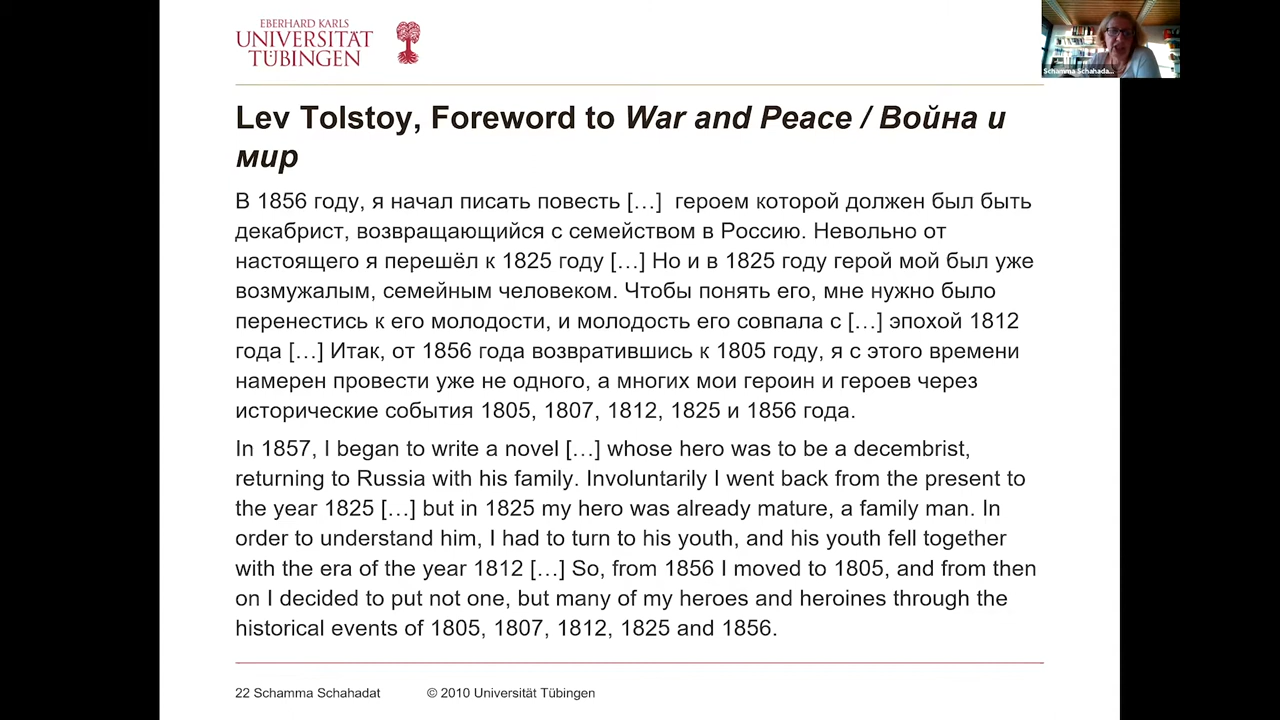 EBERHARD KARLS
UNIVERSITÄT
TÜBINGEN
Schamma Schahada...
Lev Tolstoy, Foreword to War and Peace / Война и
мир
В 1856 году, я начал писать повесть […] героем которой должен был быть
декабрист, возвращающийся с семейством в Россию. Невольно от
настоящего я перешёл к 1825 году […] Но и в 1825 году герой мой был уже
возмужалым, семейным человеком. Чтобы понять его, мне нужно было
перенестись к его молодости, и молодость его совпала с […] эпохой 1812
года […] Итак, от 1856 года возвратившись к 1805 году, я с этого времени
намерен провести уже не одного, а многих мои героин и героев через
исторические события 1805, 1807, 1812, 1825 и 1856 года.
In 1857, I began to write a novel […] whose hero was to be a decembrist,
returning to Russia with his family. Involuntarily I went back from the present to
the year 1825 […] but in 1825 my hero was already mature, a family man. In
order to understand him, I had to turn to his youth, and his youth fell together
with the era of the year 1812 […] So, from 1856 I moved to 1805, and from then
on I decided to put not one, but many of my heroes and heroines through the
historical events of 1805, 1807, 1812, 1825 and 1856.
22 Schamma Schahadat © 2010 Universität Tübingen